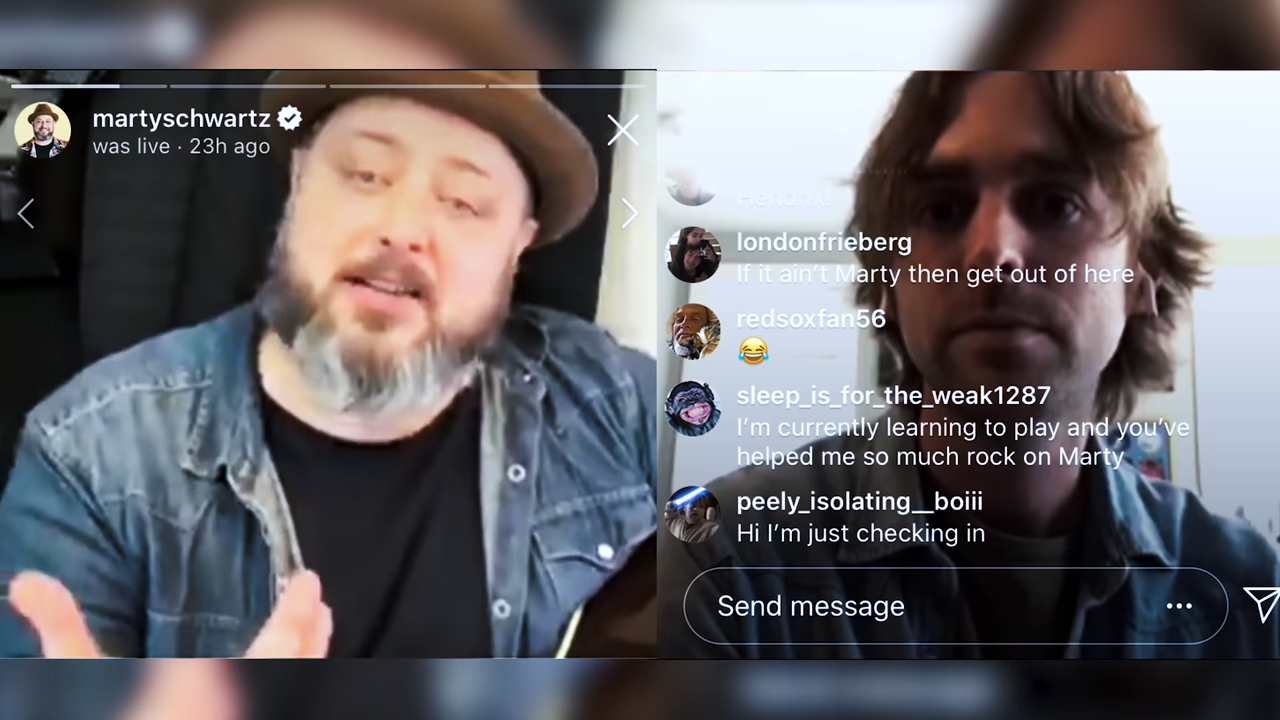 martyschwartz
was live · 23h ago
Hendrix!
londonfrieberg
If it ain't Marty then get out of here
redsoxfan56
😂
sleep_is_for_the_weak1287
I'm currently learning to play and you've
helped me so much rock on Marty
peely_isolating__boiii
Hi I'm just checking in
Send message